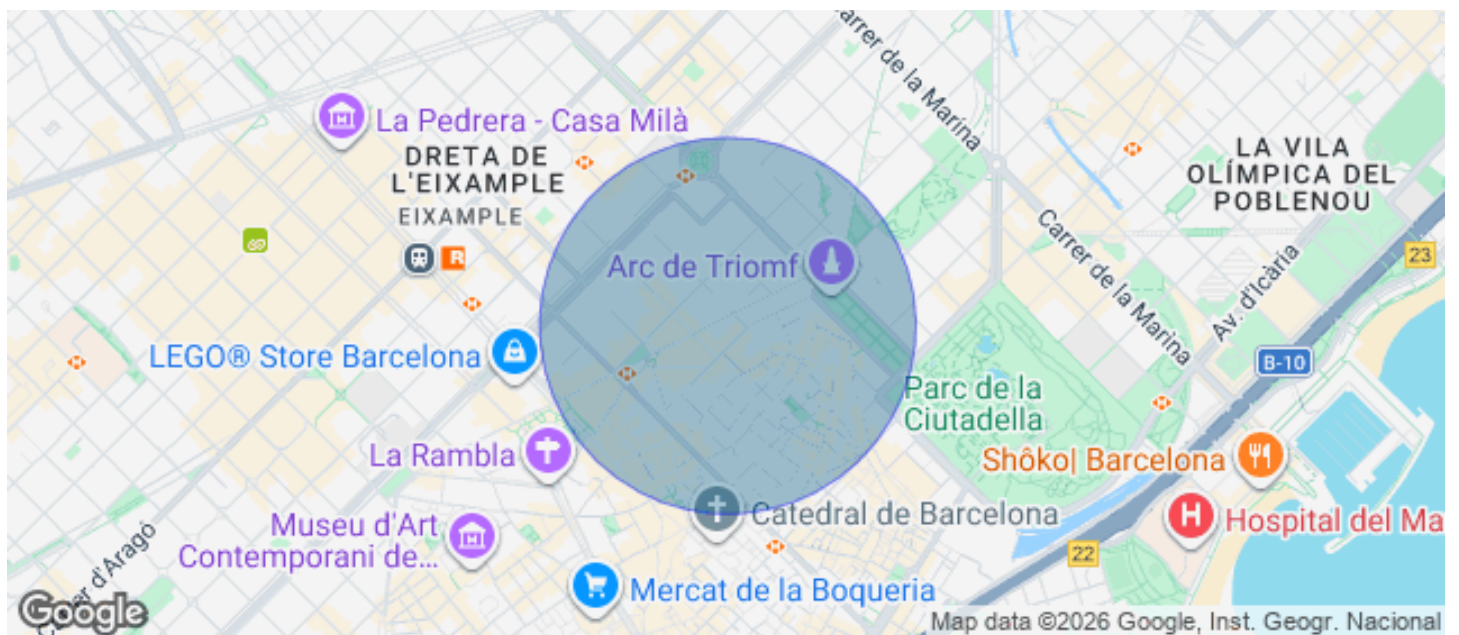 Carrer de la Marina
La Pedrera - Casa Milà
DRETA DE
L'EIXAMPLE
EIXAMPLE
R
LA VILA
OLÍMPICA DEL
POBLENOU
Carrer de la Marina
Av. d'Icària
23
Arc de Triomf
LEGO® Store Barcelona
B-10
Parc de la
Ciutadella
La Rambla
Shôko| Barcelona
Catedral de Barcelona
H
Hospital del Ma
Museu d'Art
Contemporani de...
22
Carrer d'Aragó
Mercat de la Boqueria
Google
Map data ©2026 Google, Inst. Geogr. Nacional